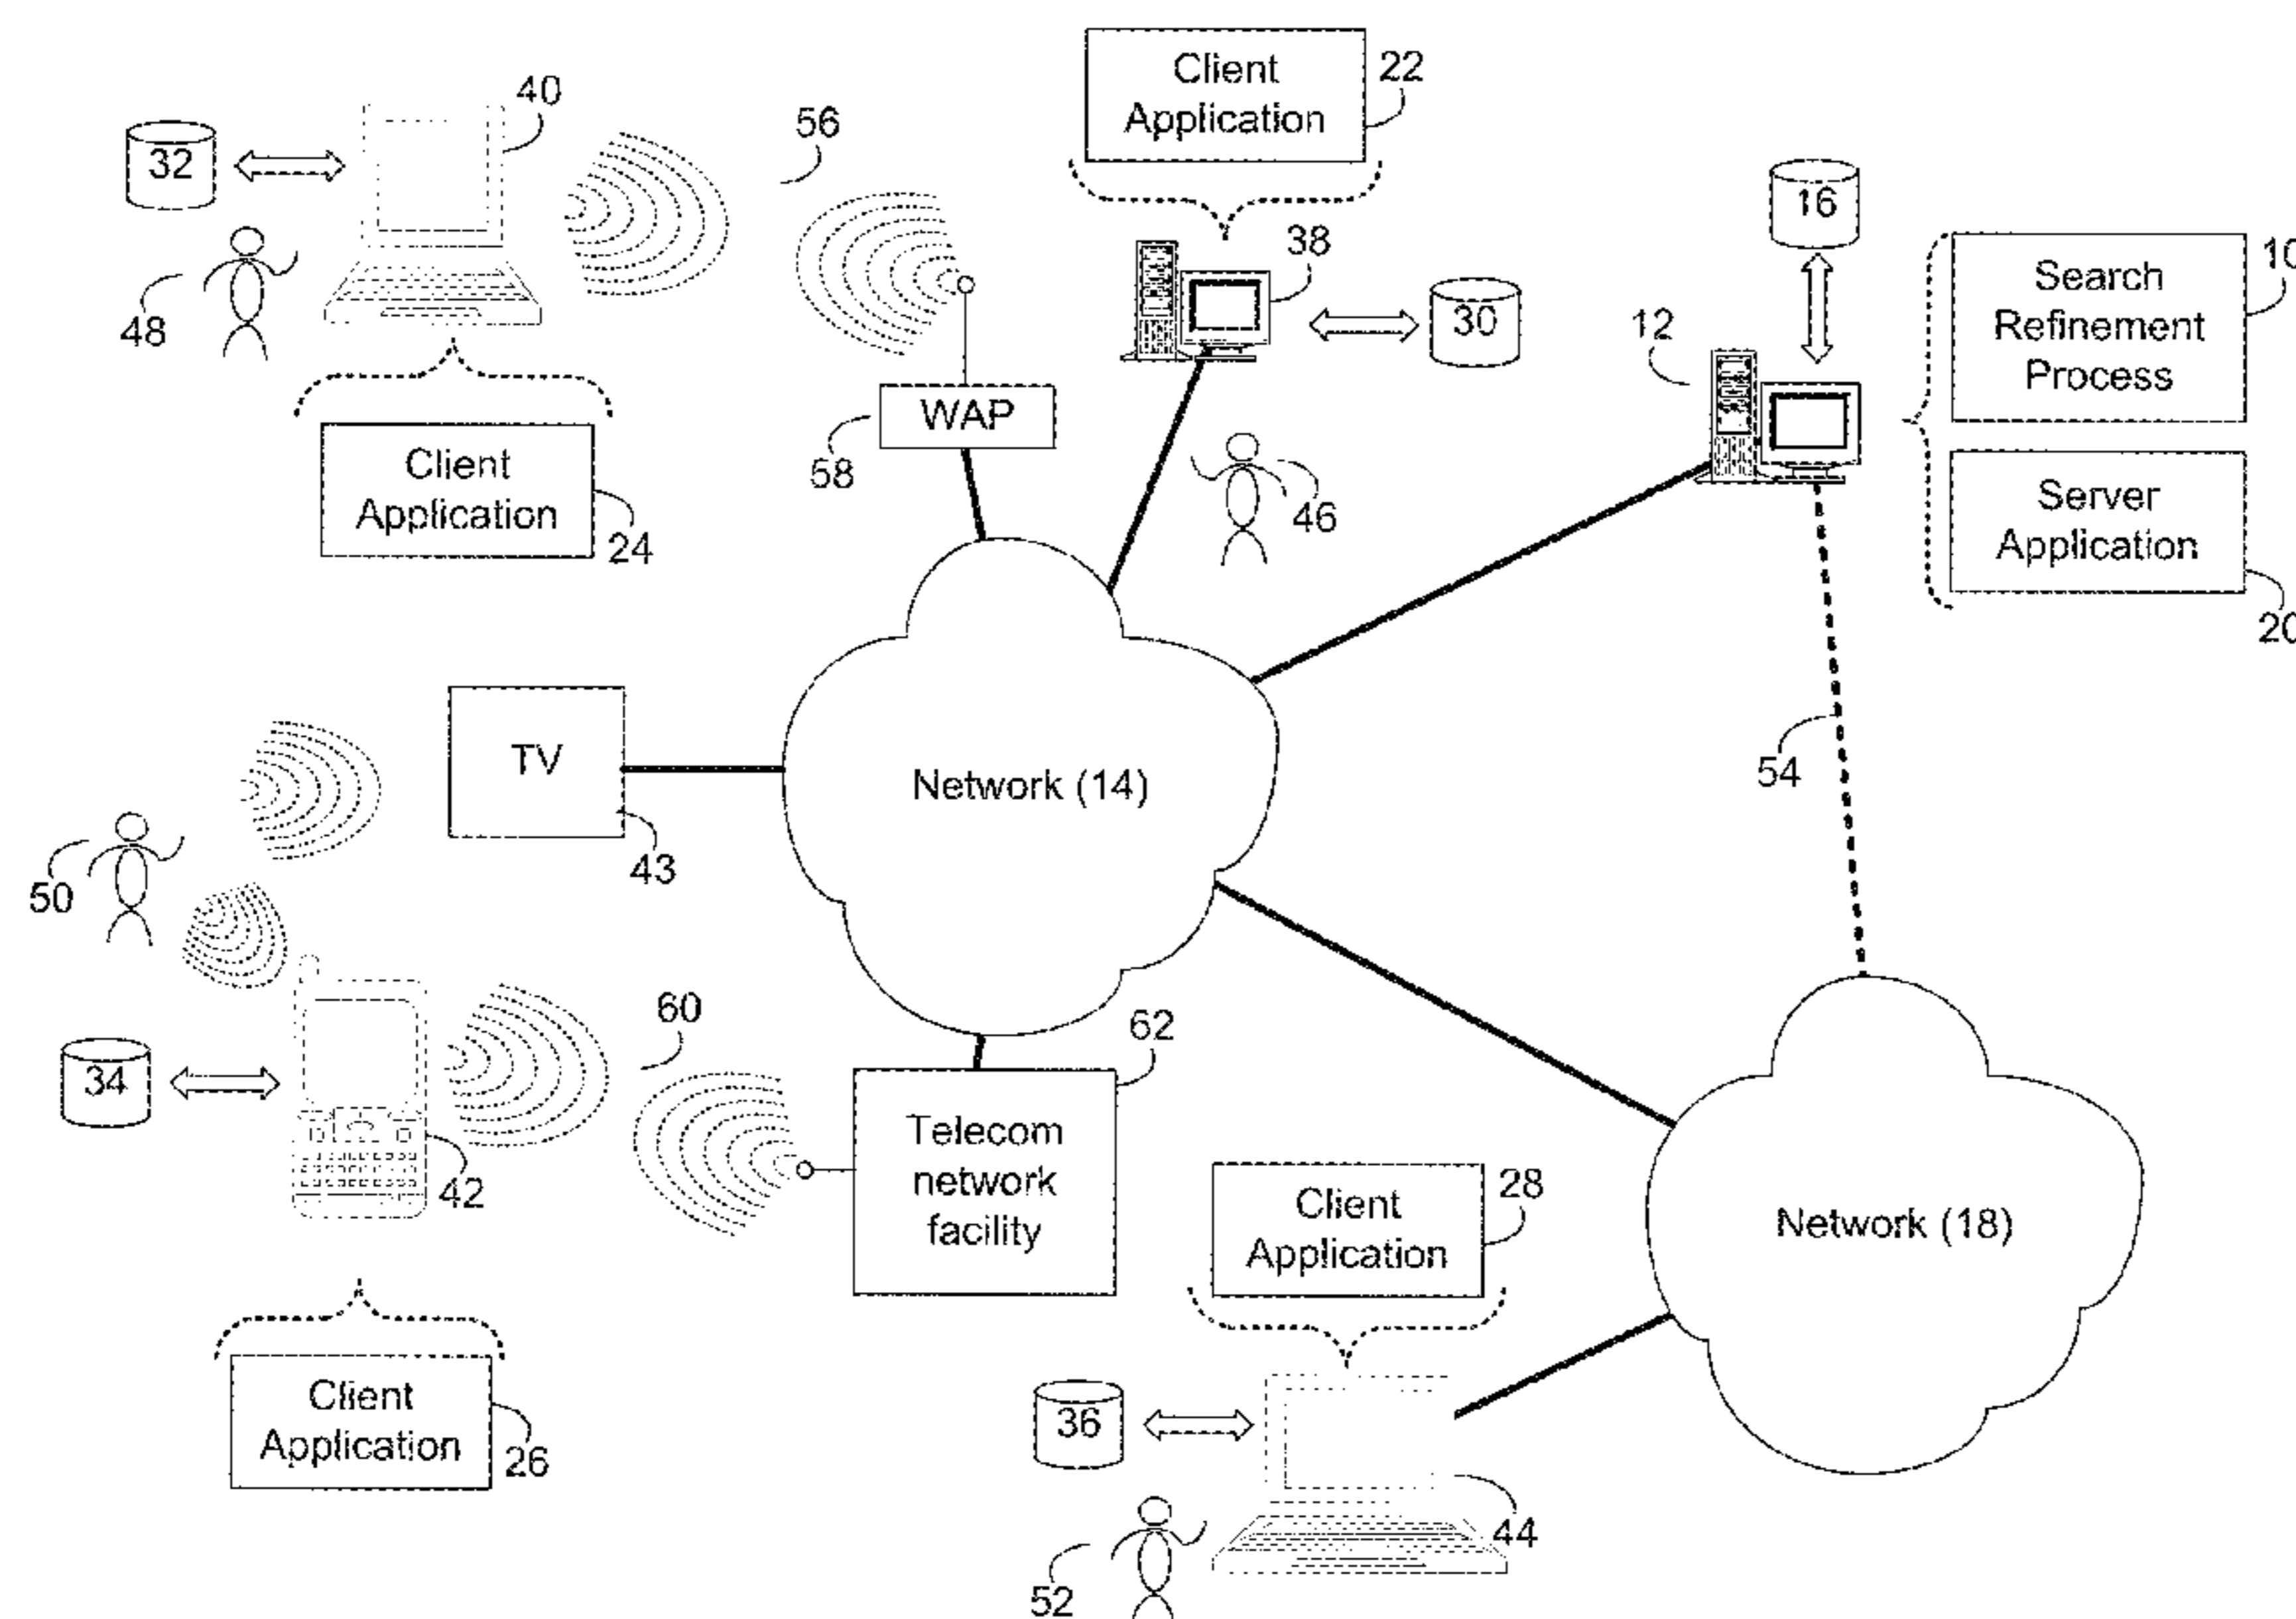 Client
Application
22
40
56
32
16
38
10
Search
Refinement
Process
30
12
48
WAP
58
Client
Application
24
46
Server
Application
20
TV
43
Network (14)
54
50
60
62
34
42
Telecom
network
facility
28
Client
Application
Network (18)
Client
Application
26
36
44
52